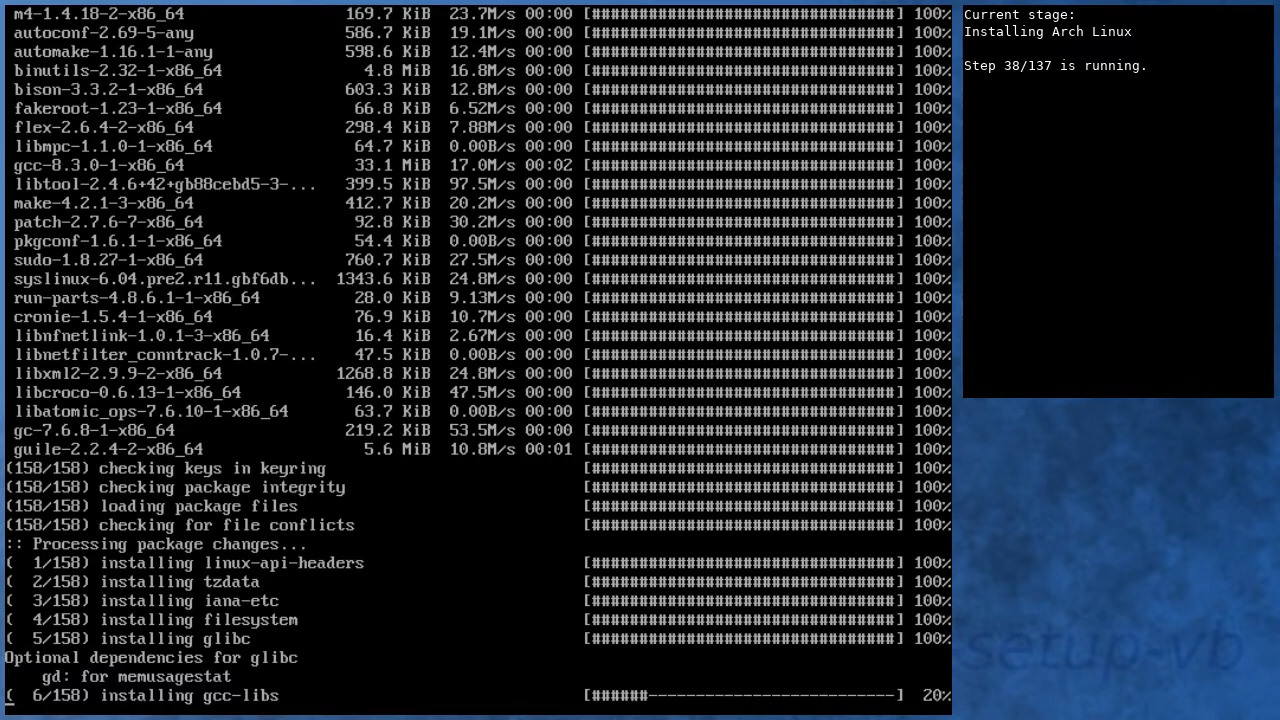 m4-1.4.18-2-x86_64 169.7 KiB 23.7M/s 00:00 [################################] 100%
autoconf-2.69-5-any 586.7 KiB 19.1M/s 00:00 [################################] 100%
automake-1.16.1-1-any 598.6 KiB 12.4M/s 00:00 [################################] 100%
binutils-2.32-1-x86_64 4.8 MiB 16.8M/s 00:00 [################################] 100%
bison-3.3.2-1-x86_64 603.3 KiB 12.8M/s 00:00 [################################] 100%
fakeroot-1.23-1-x86_64 66.8 KiB 6.52M/s 00:00 [################################] 100%
flex-2.6.4-2-x86_64 298.4 KiB 7.88M/s 00:00 [################################] 100%
libmpc-1.1.0-1-x86_64 64.7 KiB 0.00B/s 00:00 [################################] 100%
gcc-8.3.0-1-x86_64 33.1 MiB 17.0M/s 00:02 [################################] 100%
libtool-2.4.6+42+gb88cebd5-3-... 399.5 KiB 97.5M/s 00:00 [################################] 100%
make-4.2.1-3-x86_64 412.7 KiB 20.2M/s 00:00 [################################] 100%
patch-2.7.6-7-x86_64 92.8 KiB 30.2M/s 00:00 [################################] 100%
pkgconf-1.6.1-1-x86_64 54.4 KiB 0.00B/s 00:00 [################################] 100%
sudo-1.8.27-1-x86_64 760.7 KiB 27.5M/s 00:00 [################################] 100%
syslinux-6.04.pre2.r11.gbf6db... 1343.6 KiB 24.8M/s 00:00 [################################] 100%
run-parts-4.8.6.1-1-x86_64 28.0 KiB 9.13M/s 00:00 [################################] 100%
cronie-1.5.4-1-x86_64 76.9 KiB 10.7M/s 00:00 [################################] 100%
libnfnetlink-1.0.1-3-x86_64 16.4 KiB 2.67M/s 00:00 [################################] 100%
libnetfilter_conntrack-1.0.7-... 47.5 KiB 0.00B/s 00:00 [################################] 100%
libxml2-2.9.9-2-x86_64 1268.8 KiB 24.8M/s 00:00 [################################] 100%
libcroco-0.6.13-1-x86_64 146.0 KiB 47.5M/s 00:00 [################################] 100%
libatomic_ops-7.6.10-1-x86_64 63.7 KiB 0.00B/s 00:00 [################################] 100%
gc-7.6.8-1-x86_64 219.2 KiB 53.5M/s 00:00 [################################] 100%
guile-2.2.4-2-x86_64 5.6 MiB 10.8M/s 00:01 [################################] 100%
(158/158) checking keys in keyring [################################] 100%
(158/158) checking package integrity [################################] 100%
(158/158) loading package files [################################] 100%
(158/158) checking for file conflicts [################################] 100%
:: Processing package changes...
(  1/158) installing linux-api-headers [################################] 100%
(  2/158) installing tzdata [################################] 100%
(  3/158) installing iana-etc [################################] 100%
(  4/158) installing filesystem [################################] 100%
(  5/158) installing glibc [################################] 100%
Optional dependencies for glibc
gd: for memusagestat
(  6/158) installing gcc-libs [######--------------------------] 20%
Current stage:
Installing Arch Linux
Step 38/137 is running.
setup-vb